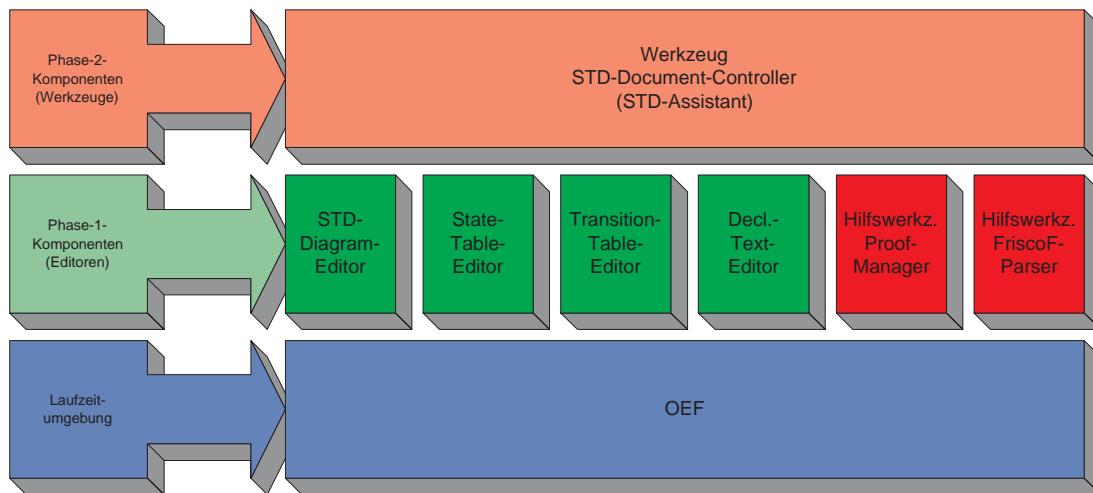 Phase-2-
Komponenten
(Werkzeuge)
Werkzeug
STD-Document-Controller
(STD-Assistant)
Phase-1-
Komponenten
(Editoren)
STD-
Diagram-
Editor
State-
Table-
Editor
Transition-
Table-
Editor
Decl.-
Text-
Editor
Hilfswerkz.
Proof-
Manager
Hilfswerkz.
FriscoF-
Parser
Laufzeit-
umgebung
OEF